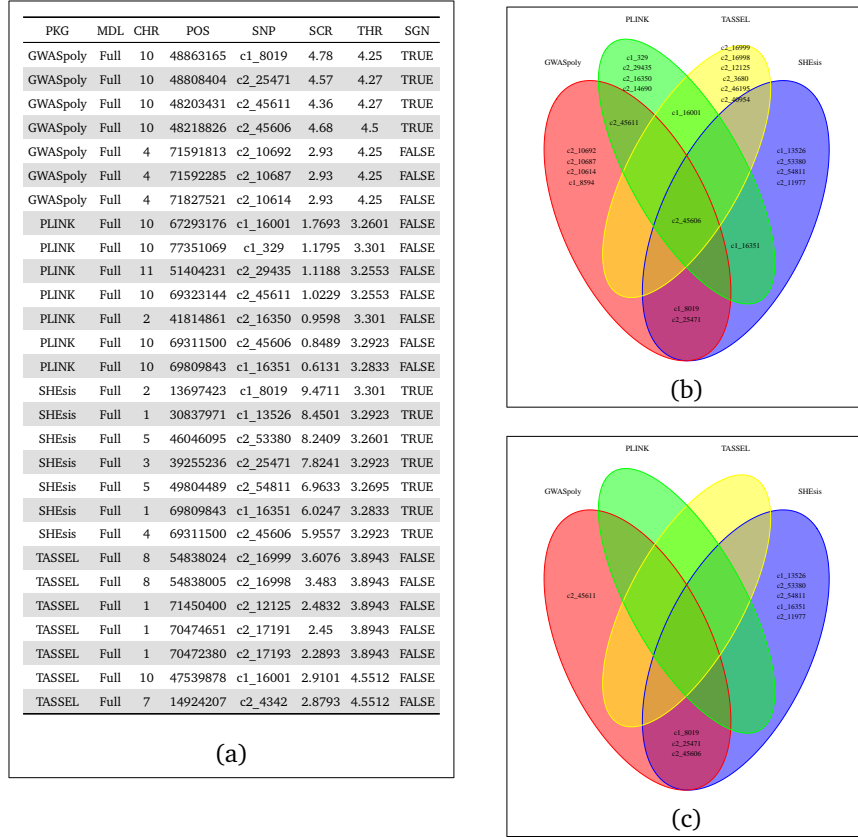 PKG MDL CHR POS SNP SCR THR SGN
GWASpoly Full 10 48863165 c1_8019 4.78 4.25 TRUE
GWASpoly Full 10 48808404 c2_25471 4.57 4.27 TRUE
GWASpoly Full 10 48203431 c2_45611 4.36 4.27 TRUE
GWASpoly Full 10 48218826 c2_45606 4.68 4.5 TRUE
GWASpoly Full 4 71591813 c2_10692 2.93 4.25 FALSE
GWASpoly Full 4 71592285 c2_10687 2.93 4.25 FALSE
GWASpoly Full 4 71827521 c2_10614 2.93 4.25 FALSE
PLINK Full 10 67293176 c1_16001 1.7693 3.2601 FALSE
PLINK Full 10 77351069 c1_329 1.1795 3.301 FALSE
PLINK Full 11 51404231 c2_29435 1.1188 3.2553 FALSE
PLINK Full 10 69323144 c2_45611 1.0229 3.2553 FALSE
PLINK Full 2 41814861 c2_16350 0.9598 3.301 FALSE
PLINK Full 10 69311500 c2_45606 0.8489 3.2923 FALSE
PLINK Full 10 69809843 c1_16351 0.6131 3.2833 FALSE
SHEsis Full 2 13697423 c1_8019 9.4711 3.301 TRUE
SHEsis Full 1 30837971 c1_13526 8.4501 3.2923 TRUE
SHEsis Full 5 46046095 c2_53380 8.2409 3.2601 TRUE
SHEsis Full 3 39255236 c2_25471 7.8241 3.2923 TRUE
SHEsis Full 5 49804489 c2_54811 6.9633 3.2695 TRUE
SHEsis Full 1 69809843 c1_16351 6.0247 3.2833 TRUE
SHEsis Full 4 69311500 c2_45606 5.9557 3.2923 TRUE
TASSEL Full 8 54838024 c2_16999 3.6076 3.8943 FALSE
TASSEL Full 8 54838005 c2_16998 3.483 3.8943 FALSE
TASSEL Full 1 71450400 c2_12125 2.4832 3.8943 FALSE
TASSEL Full 1 70474651 c2_17191 2.45 3.8943 FALSE
TASSEL Full 1 70472380 c2_17193 2.2893 3.8943 FALSE
TASSEL Full 10 47539878 c1_16001 2.9101 4.5512 FALSE
TASSEL Full 7 14924207 c2_4342 2.8793 4.5512 FALSE
(a)
PLINK TASSEL
GWASpoly SHEsis
c1_329
c2_29435
c2_16350
c2_14690
c2_16999
c2_16998
c2_12125
c2_3680
c2_46195
c2_40954
c2_45611
c1_16001
c2_10692
c2_10687
c2_10614
c1_8594
c1_13526
c2_53380
c2_54811
c2_11977
c2_45606
c1_16351
c1_8019
c2_25471
(b)
PLINK TASSEL
GWASpoly SHEsis
c2_45611
c1_13526
c2_53380
c2_54811
c1_16351
c2_11977
c1_8019
c2_25471
c2_45606
(c)